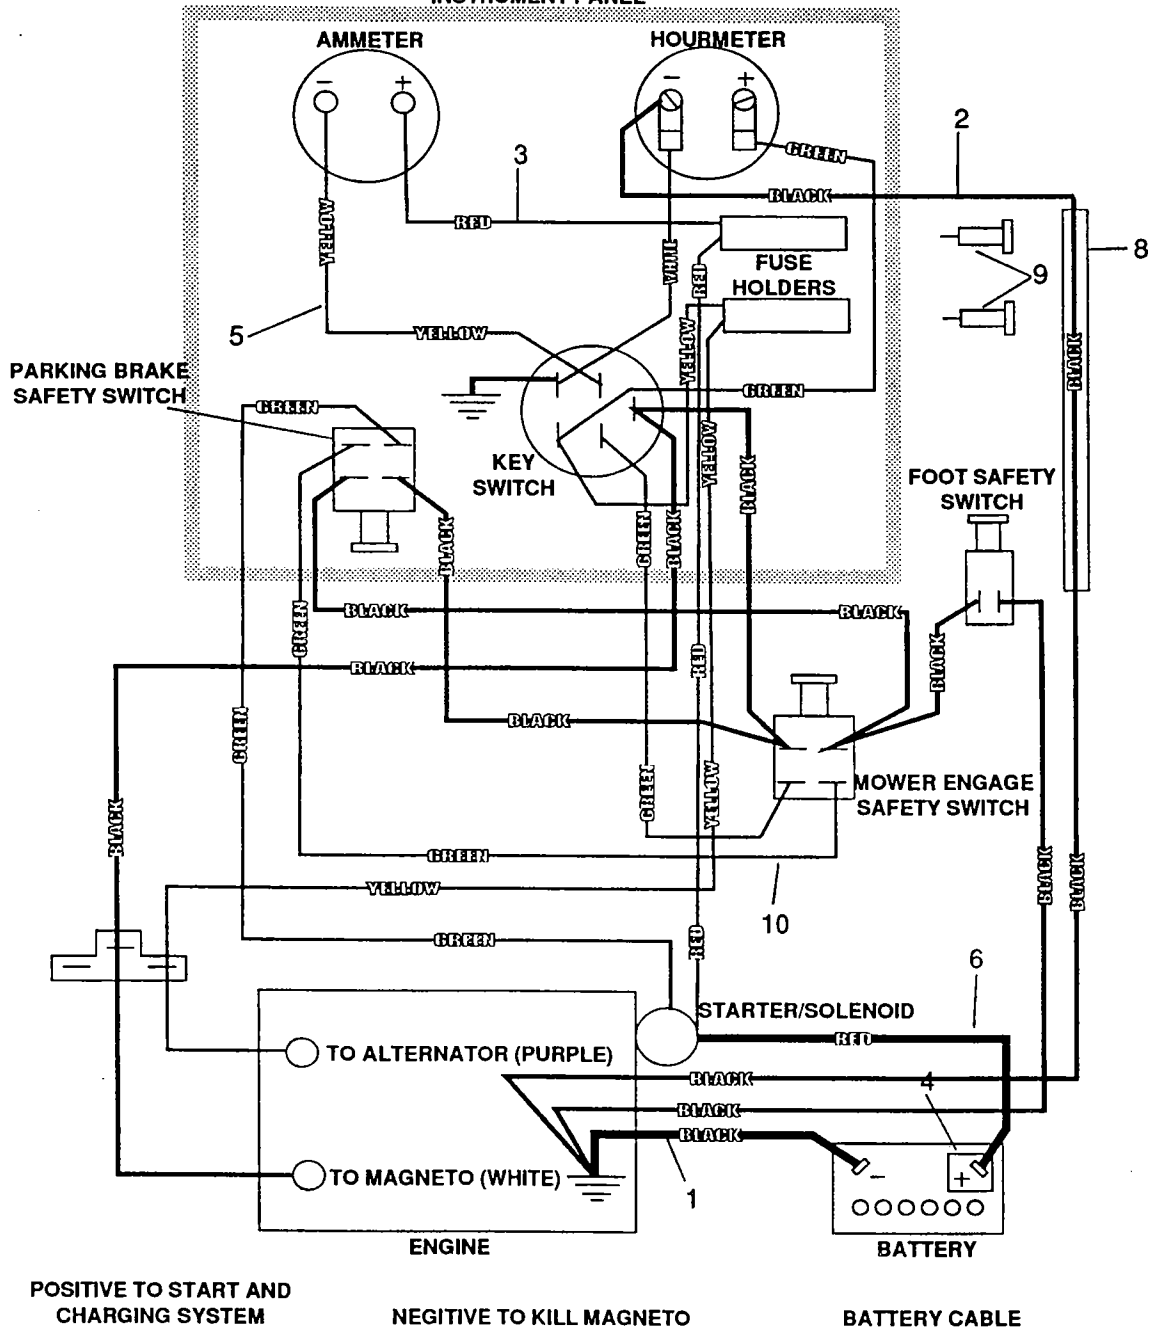 INSTRUMENT PANEL
AMMETER
HOURMETER
-
+
-
+
GREEN
2
3
BLACK
RED
YELLOW
WHITE
RED
FUSE
HOLDERS
8
9
5
YELLOW
YELLOW
BLACK
PARKING BRAKE
SAFETY SWITCH
GREEN
GREEN
KEY
SWITCH
YELLOW
BLACK
FOOT SAFETY
SWITCH
BLACK
GREEN
BLACK
GREEN
BLACK
BLACK
BLACK
BLACK
RED
GREEN
BLACK
MOWER ENGAGE
SAFETY SWITCH
BLACK
GREEN
YELLOW
GREEN
BLACK
BLACK
YELLOW
10
GREEN
RED
6
STARTER/SOLENOID
RED
TO ALTERNATOR (PURPLE)
BLACK
4
BLACK
BLACK
TO MAGNETO (WHITE)
1
-
+
ENGINE
BATTERY
POSITIVE TO START AND
CHARGING SYSTEM
NEGITIVE TO KILL MAGNETO
BATTERY CABLE